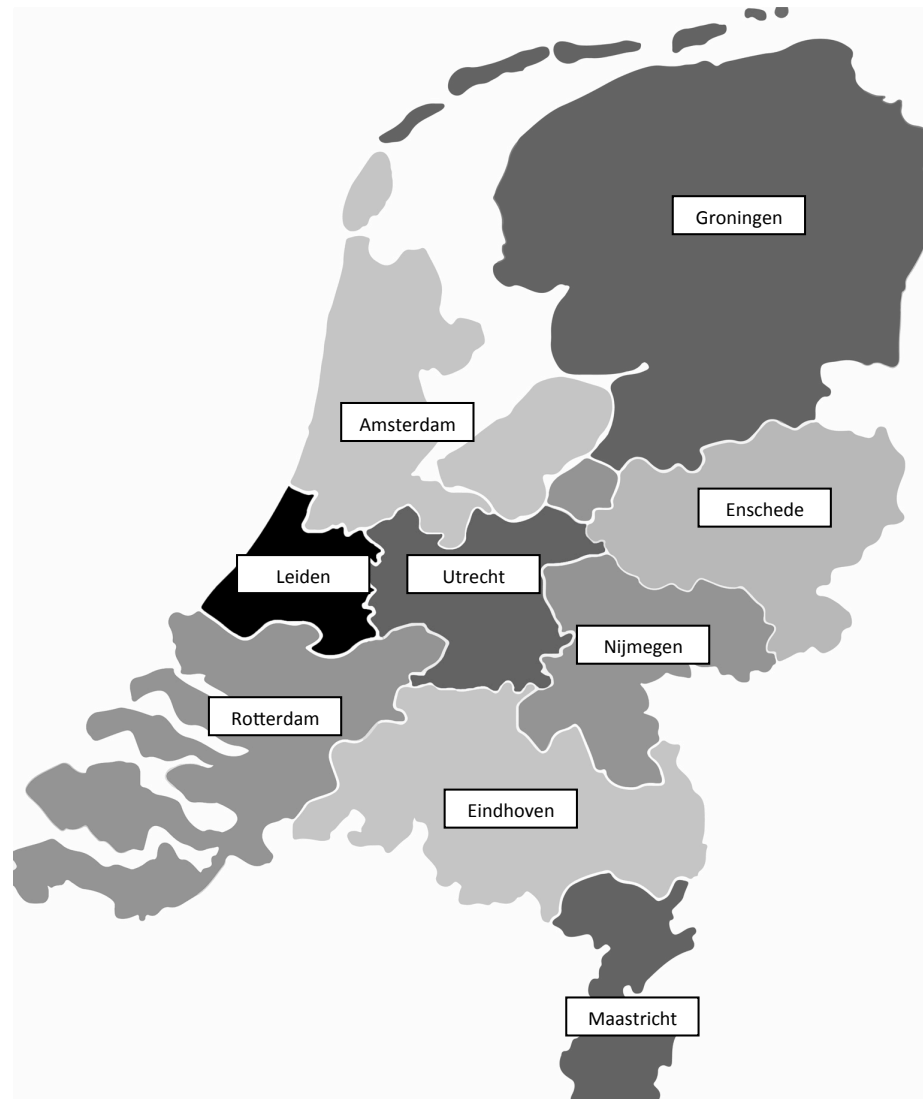 Groningen
Amsterdam
Enschede
Leiden
Utrecht
Nijmegen
Rotterdam
Eindhoven
Maastricht